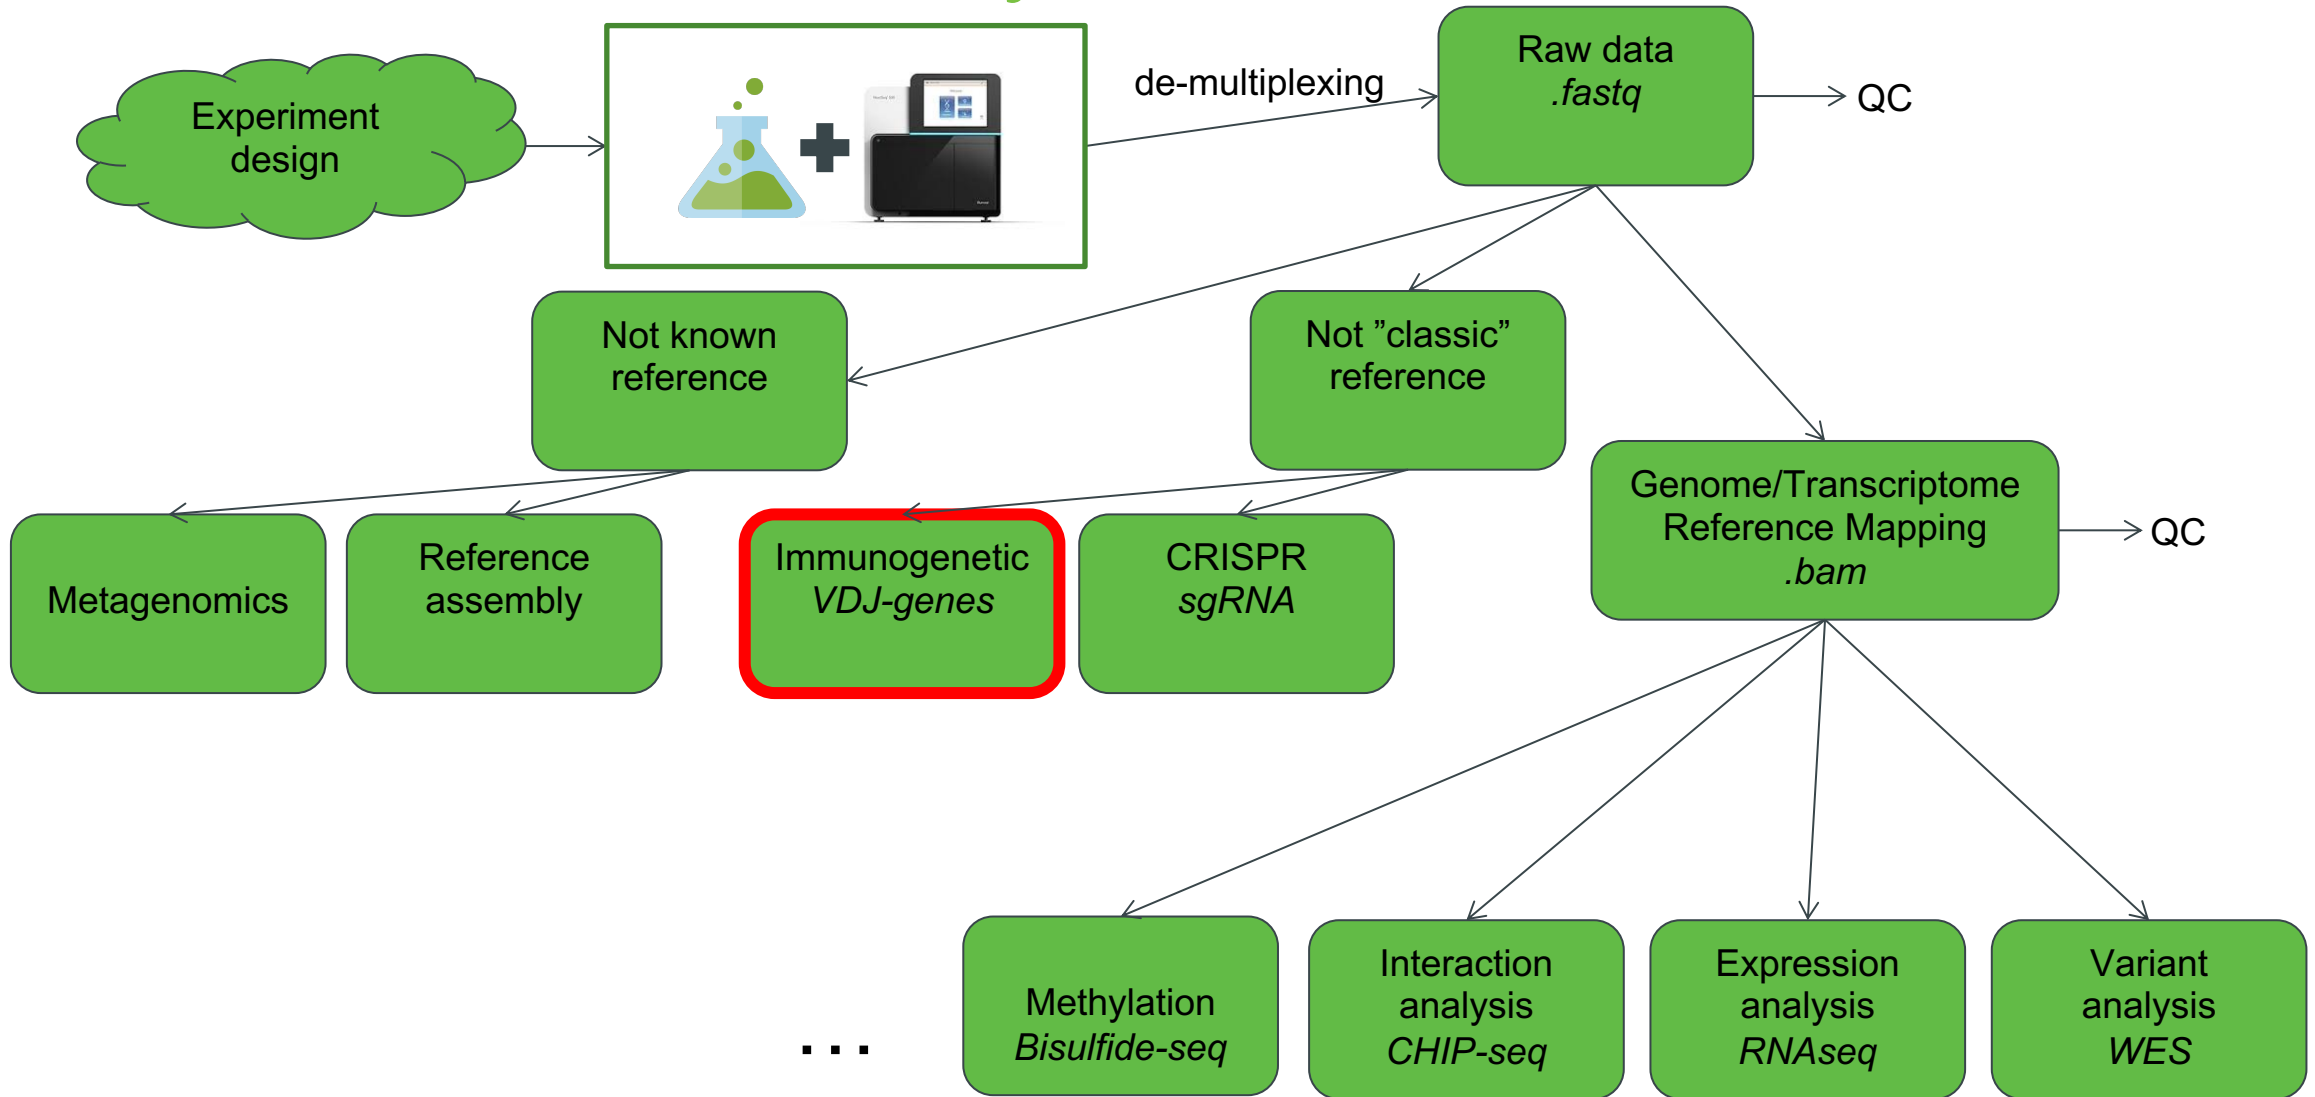 Experiment
design
de-multiplexing
Raw data
.fastq
QC
Not known
reference
Not ”classic”
reference
Genome/Transcriptome
Reference Mapping
.bam
QC
Metagenomics
Reference
assembly
Immunogenetic
VDJ-genes
CRISPR
sgRNA
...
Methylation
Bisulfide-seq
Interaction
analysis
CHIP-seq
Expression
analysis
RNAseq
Variant
analysis
WES